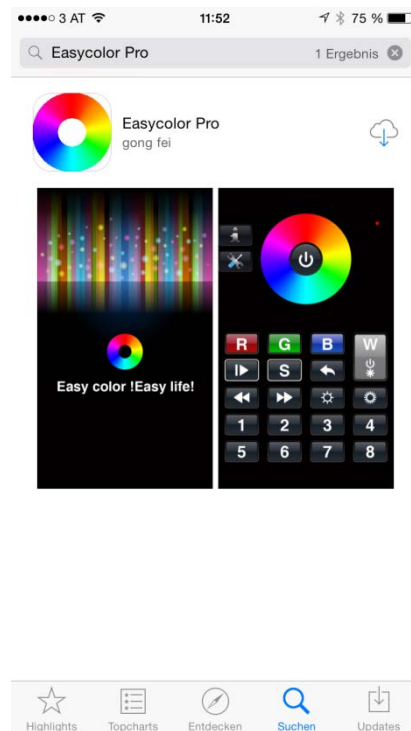 3 AT 11:52 75 %
Easycolor Pro 1 Ergebnis
Easycolor Pro
gong fei
Easy color !Easy life!
R G B W
S
1 2 3 4
5 6 7 8
Highlights Topcharts Entdecken Suchen Updates